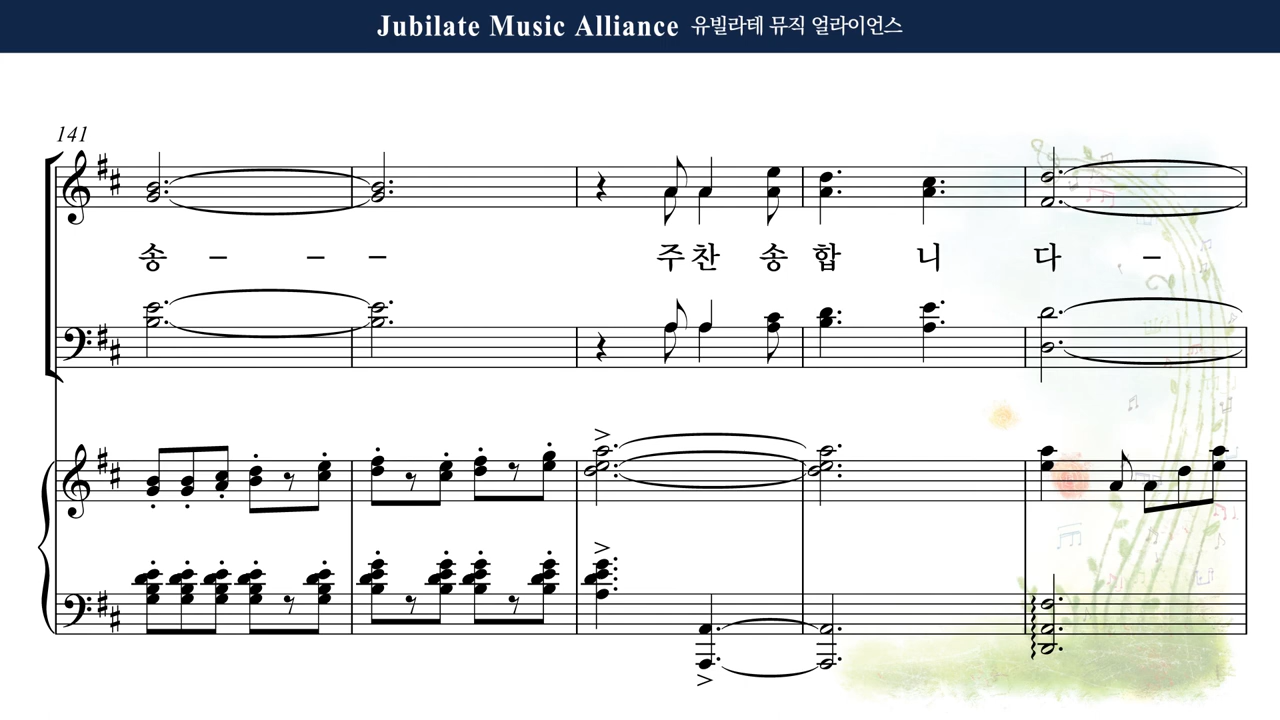 Jubilate Music Alliance 유빌라테 뮤직 얼라이언스
141
송 – – – 주 찬 송 합 니 다 –